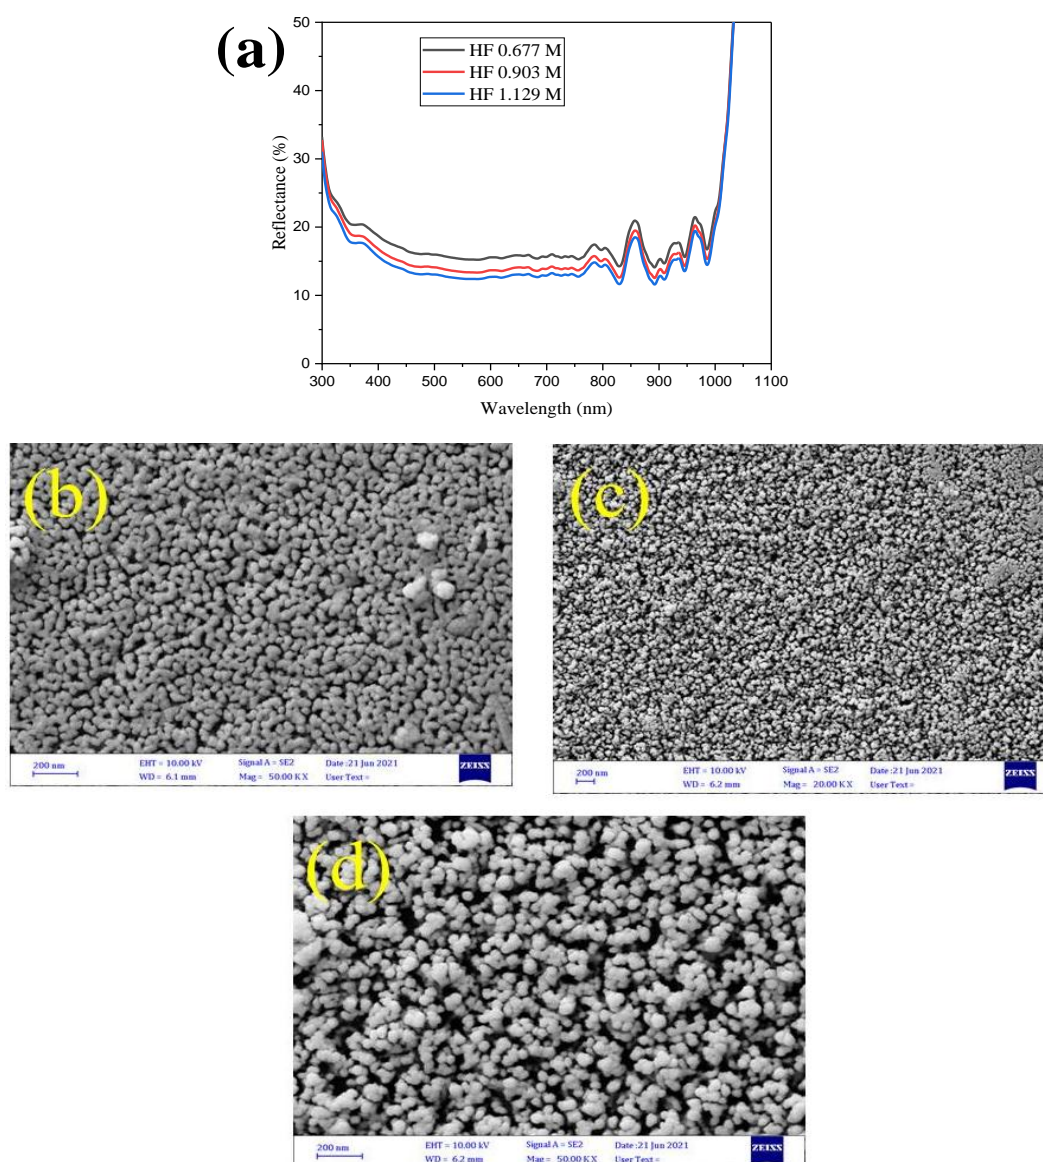 (a)
50
40
30
20
10
0
Reflectance (%)
HF 0.677 M
HF 0.903 M
HF 1.129 M
300 400 500 600 700 800 900 1000 1100
Wavelength (nm)
(b)
200 nm
EHT = 10.00 kV Signal A = SE2 Date :21 Jun 2021
WD = 6.1 mm Mag = 50.00 K X User Text =
ZEISS
(c)
200 nm
EHT = 10.00 kV Signal A = SE2 Date :21 Jun 2021
WD = 6.2 mm Mag = 20.00 K X User Text =
ZEISS
(d)
200 nm
EHT = 10.00 kV Signal A = SE2 Date :21 Jun 2021
WD = 6.2 mm Mag = 50.00 K X User Text =
ZEISS